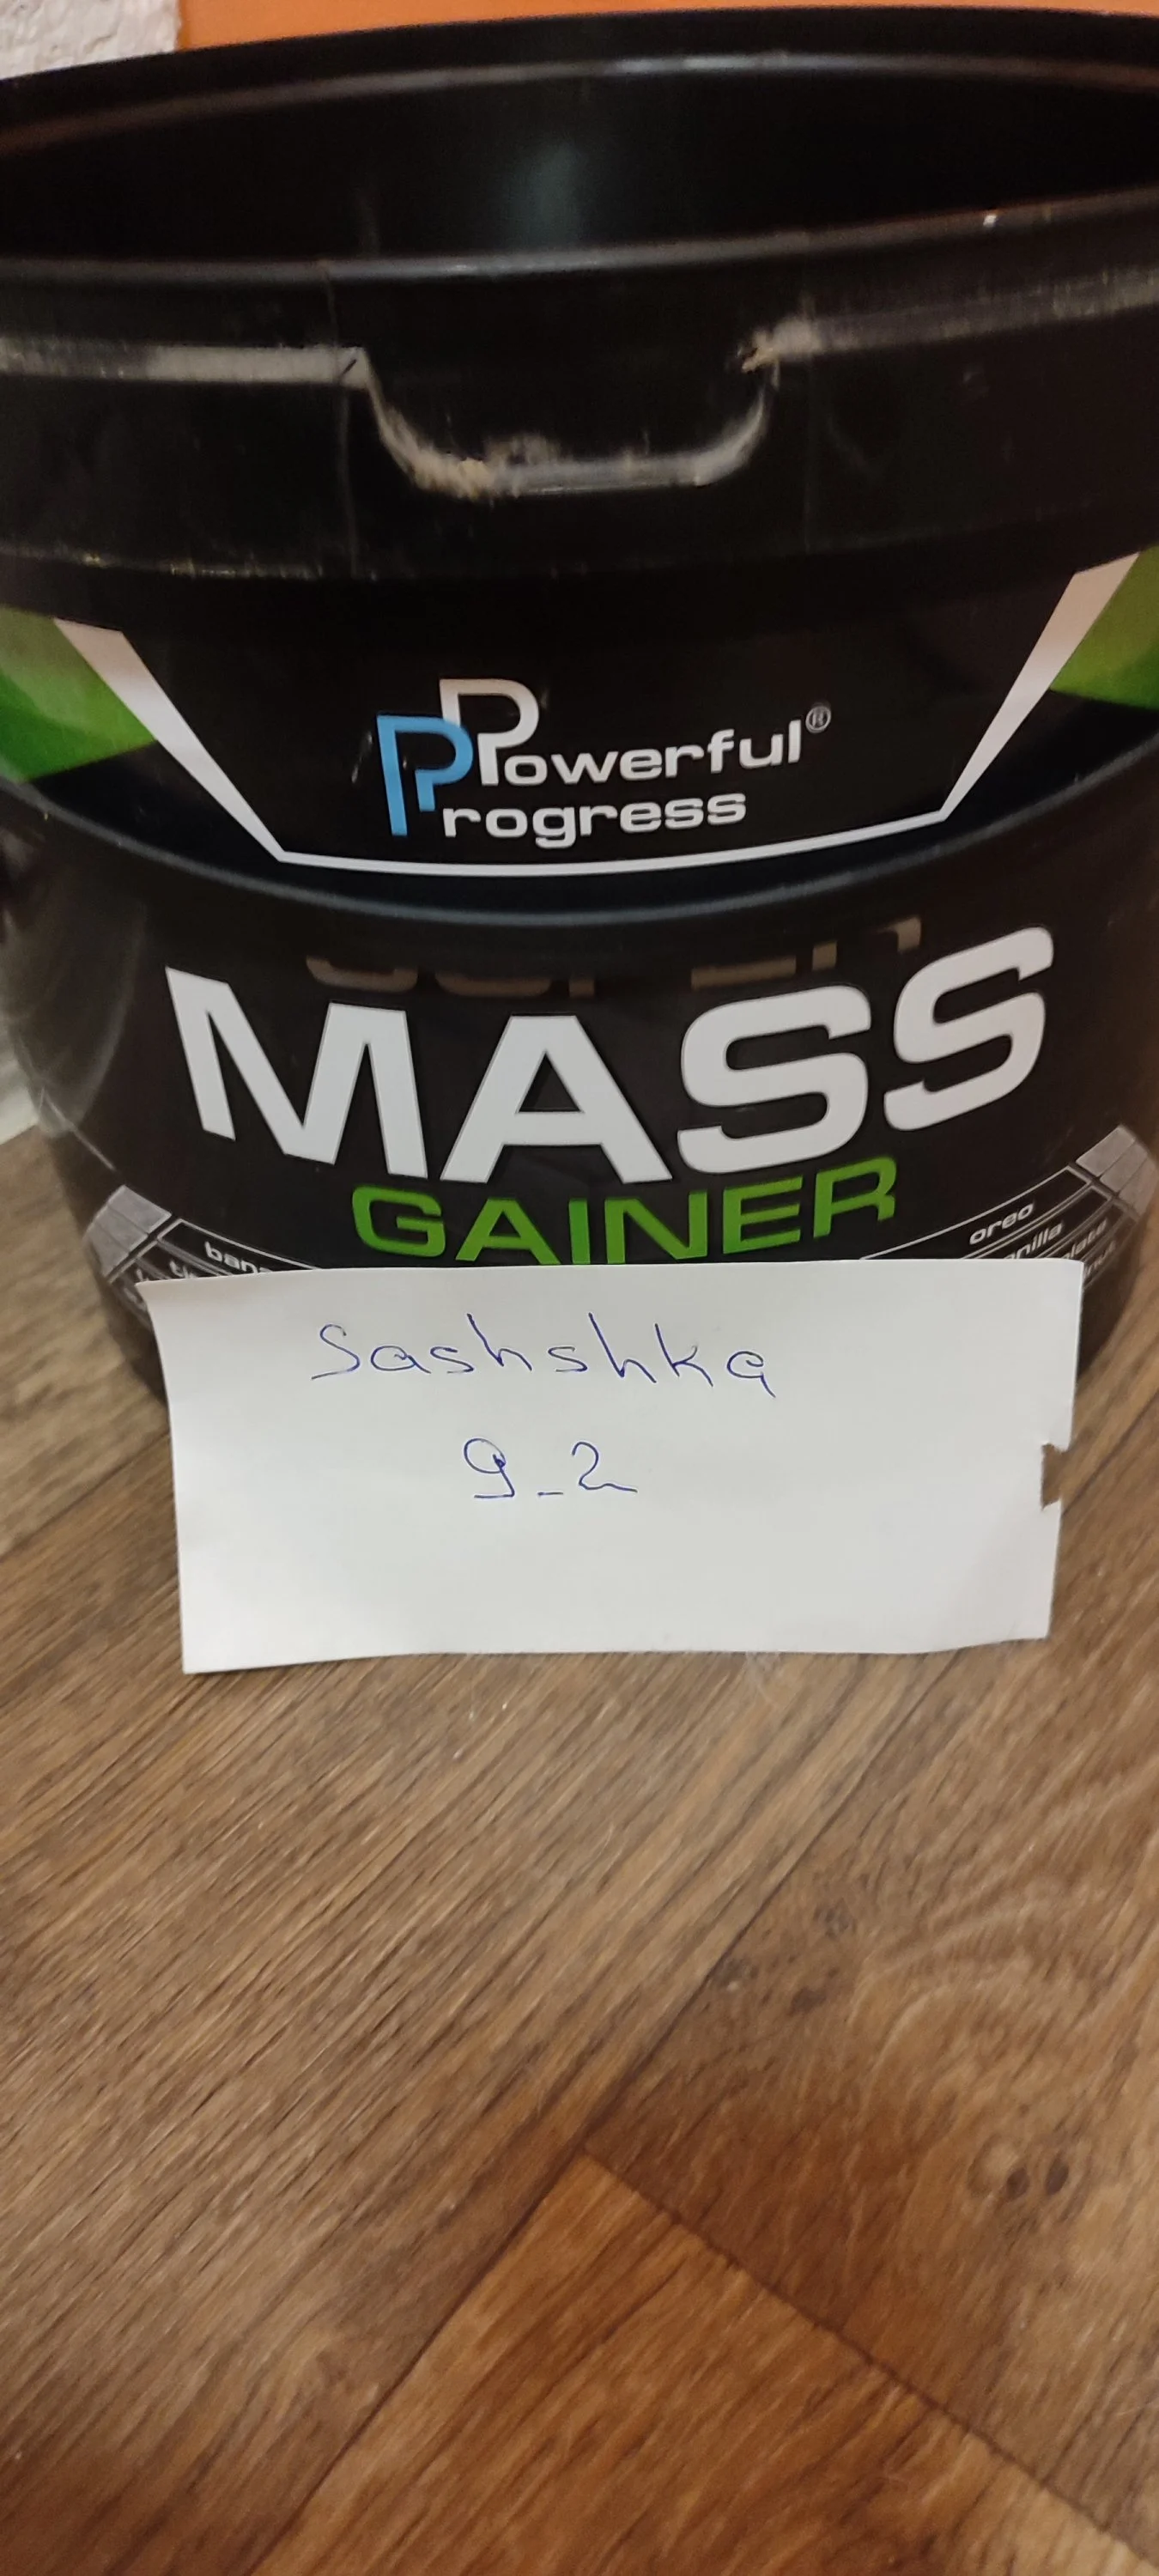 Powerful®
Progress
MASS
GAINER
oreo
Sashshka
9_2